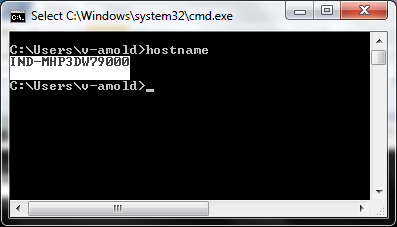 Select C:\Windows\system32\cmd.exe
C:\Users\v-amold>hostname
IND-MHP3DW79000
C:\Users\v-amold>_